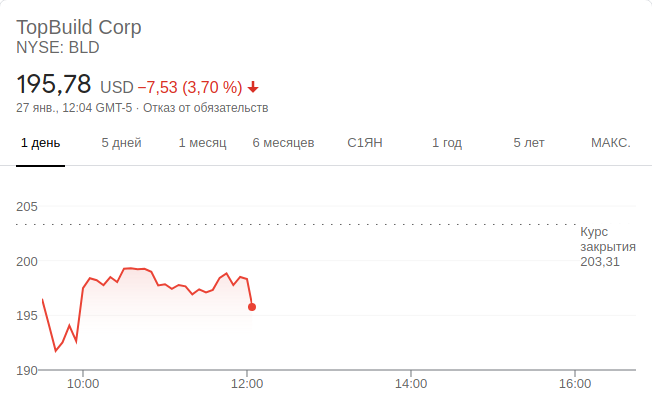 TopBuild Corp
NYSE: BLD
195,78 USD −7,53 (3,70 %)
27 янв., 12:04 GMT-5 · Отказ от обязательств
1 день 5 дней 1 месяц 6 месяцев С1ЯН 1 год 5 лет МАКС.
205
200
195
190
Курс
закрытия
203,31
10:00 12:00 14:00 16:00